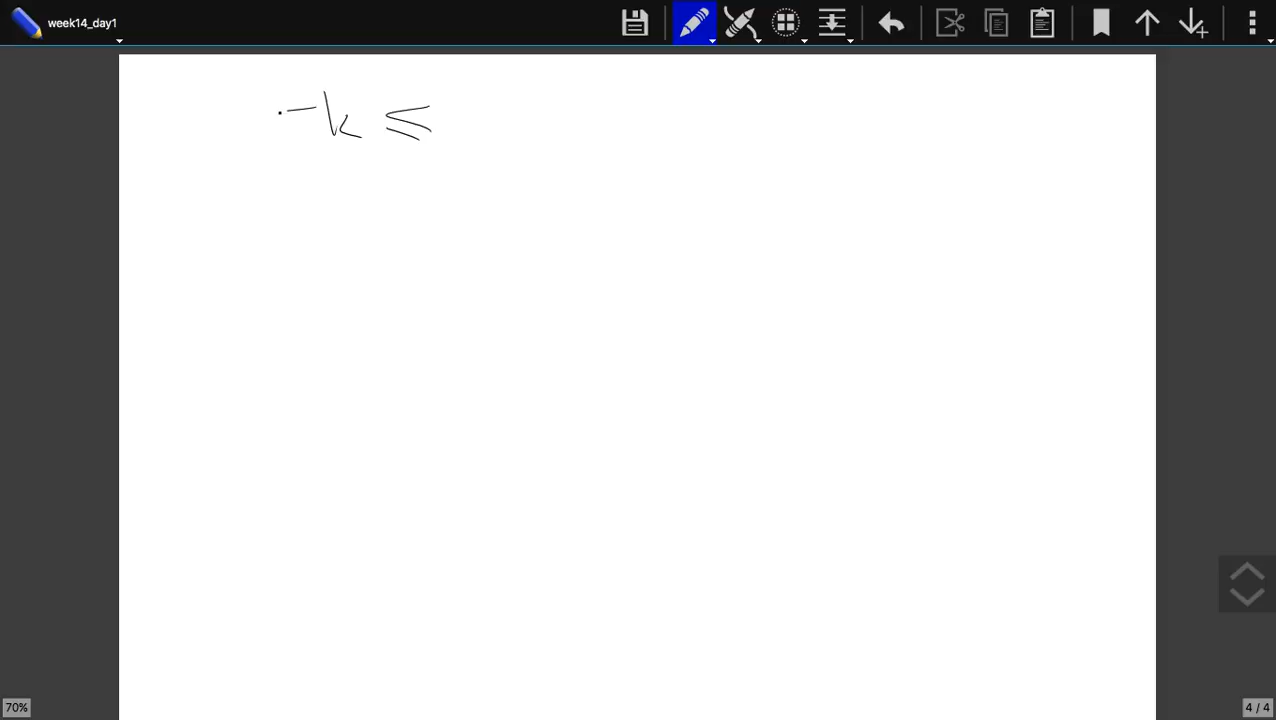 week14_day1
-k ≤
70%
4 / 4